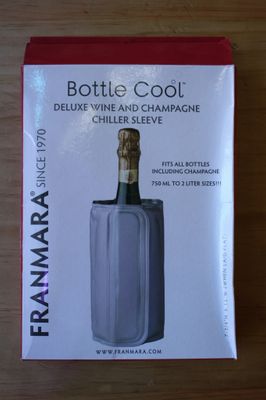 Bottle Cool™
DELUXE WINE AND CHAMPAGNE
CHILLER SLEEVE
FITS ALL BOTTLES
INCLUDING CHAMPAGNE
750 ML TO 2 LITER SIZES!!!
FRANMARA® SINCE 1970
WWW.FRANMARA.COM